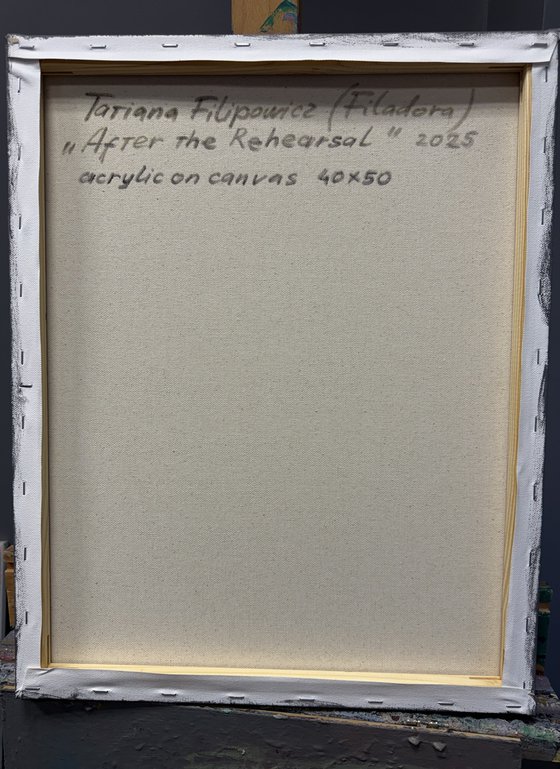 Tatiana Filipowicz (Filadora)
„After the Rehearsal" 2025
acrylic on canvas 40x50